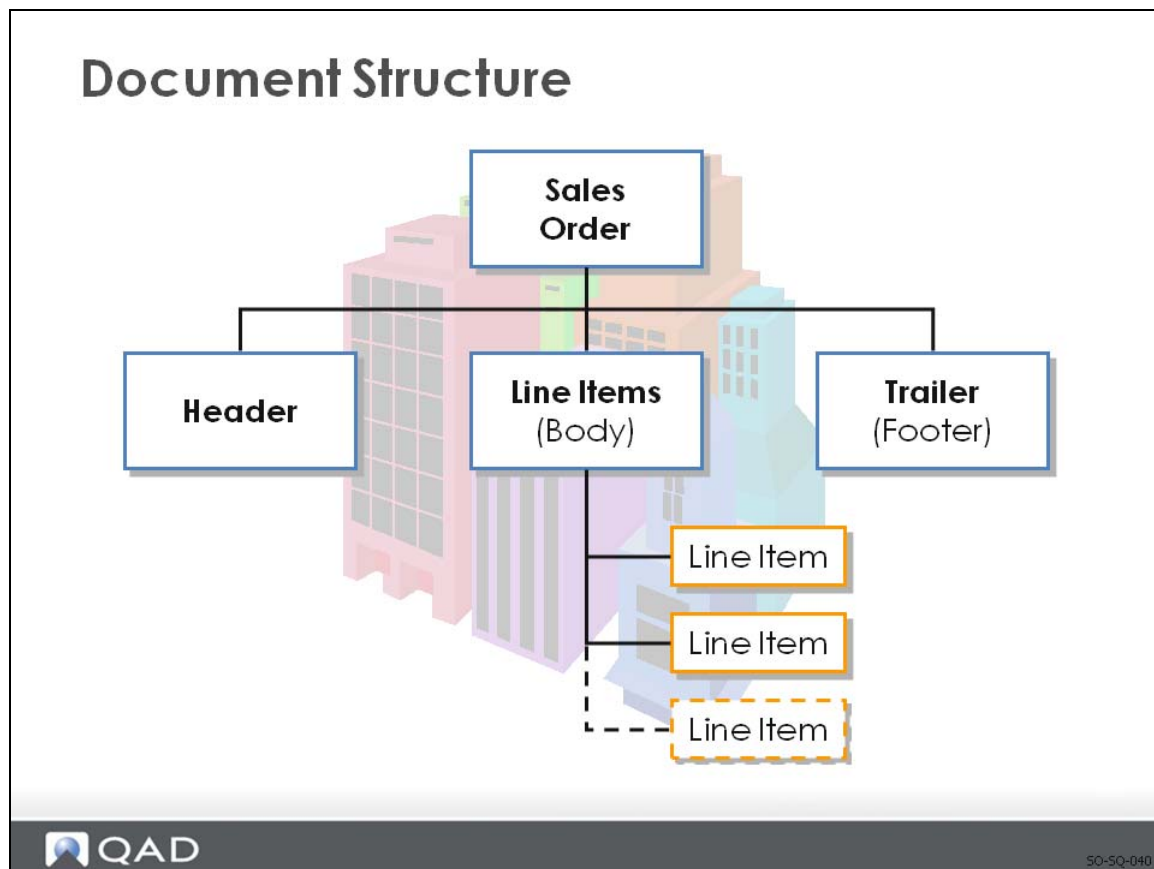 Document Structure
Sales
Order
Header
Line Items
(Body)
Trailer
(Footer)
Line Item
Line Item
Line Item
QAD
SO-SQ-040